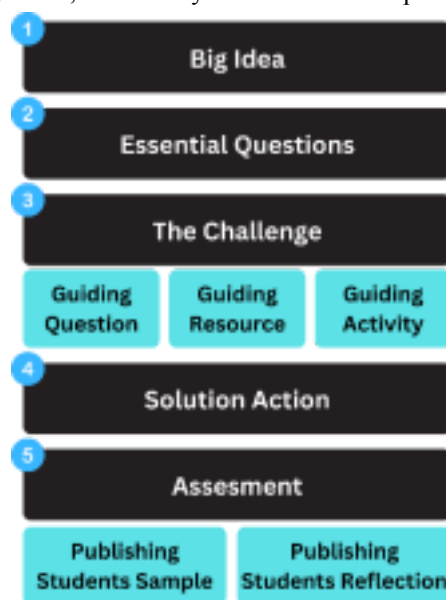 1
Big Idea
2
Essential Questions
3
The Challenge
Guiding Question
Guiding Resource
Guiding Activity
4
Solution Action
5
Assesment
Publishing Students Sample
Publishing Students Reflection